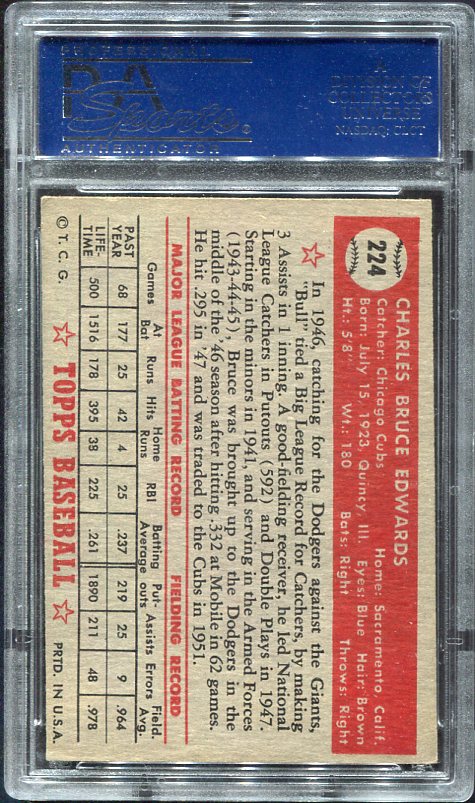 PROFESSIONAL
PSA
Sports
AUTHENTICATOR
A
DIVISION OF
COLLECTORS
UNIVERSE
NASDAQ: CLCT
224
CHARLES BRUCE EDWARDS
Catcher: Chicago Cubs Home: Sacramento, Calif.
Born: July 15, 1923, Quincy, Ill. Eyes: Blue Hair: Brown
Ht.: 5'8" Wt.: 180 Bats: Right Throws: Right
In 1946, catching for the Dodgers against the Giants,
"Bull" tied a Big League Record for Catchers, by making
3 Assists in 1 inning. A good-fielding receiver, he led National
League Catchers in Putouts (592) and Double Plays in 1947.
Starting in the minors in 1941, and serving in the Armed Forces
(1943-44-45), Bruce was brought up to the Dodgers in the
middle of the '46 season after hitting .332 at Mobile in 62 games.
He hit .295 in '47 and was traded to the Cubs in 1951.
MAJOR LEAGUE BATTING RECORD FIELDING RECORD
Games At Bat Runs Hits Home Runs RBI Batting Average Put-outs Assists Errors Field. Avg.
PAST YEAR 68 177 25 42 4 25 .237 219 25 9 .964
LIFE-TIME 500 1516 178 395 38 225 .261 1890 211 48 .978
© T. C. G. TOPPS BASEBALL PRTD. IN U.S.A.